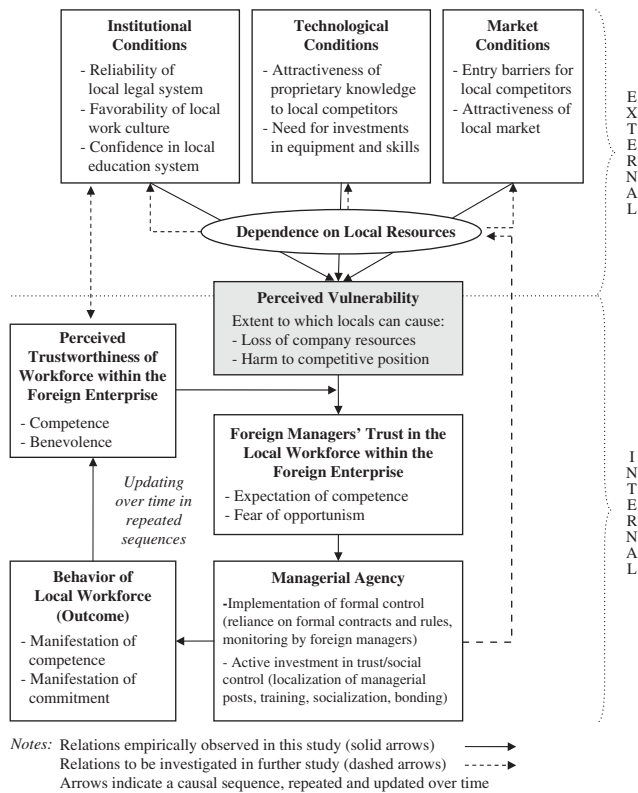 Institutional
Conditions
- Reliability of
local legal system
- Favorability of local
work culture
- Confidence in local
education system
Technological
Conditions
- Attractiveness of
proprietary knowledge
to local competitors
- Need for investments
in equipment and skills
Market
Conditions
- Entry barriers for
local competitors
- Attractiveness of
local market
EXTERNAL
Dependence on Local Resources
Perceived Vulnerability
Extent to which locals can cause:
- Loss of company resources
- Harm to competitive position
Perceived
Trustworthiness of
Workforce within the
Foreign Enterprise
- Competence
- Benevolence
Foreign Managers' Trust in the
Local Workforce within the
Foreign Enterprise
- Expectation of competence
- Fear of opportunism
INTERNAL
Updating
over time in
repeated
sequences
Behavior of
Local Workforce
(Outcome)
- Manifestation of
competence
- Manifestation of
commitment
Managerial Agency
-Implementation of formal control
(reliance on formal contracts and rules,
monitoring by foreign managers)
- Active investment in trust/social
control (localization of managerial
posts, training, socialization, bonding)
Notes: Relations empirically observed in this study (solid arrows)
Relations to be investigated in further study (dashed arrows)
Arrows indicate a causal sequence, repeated and updated over time